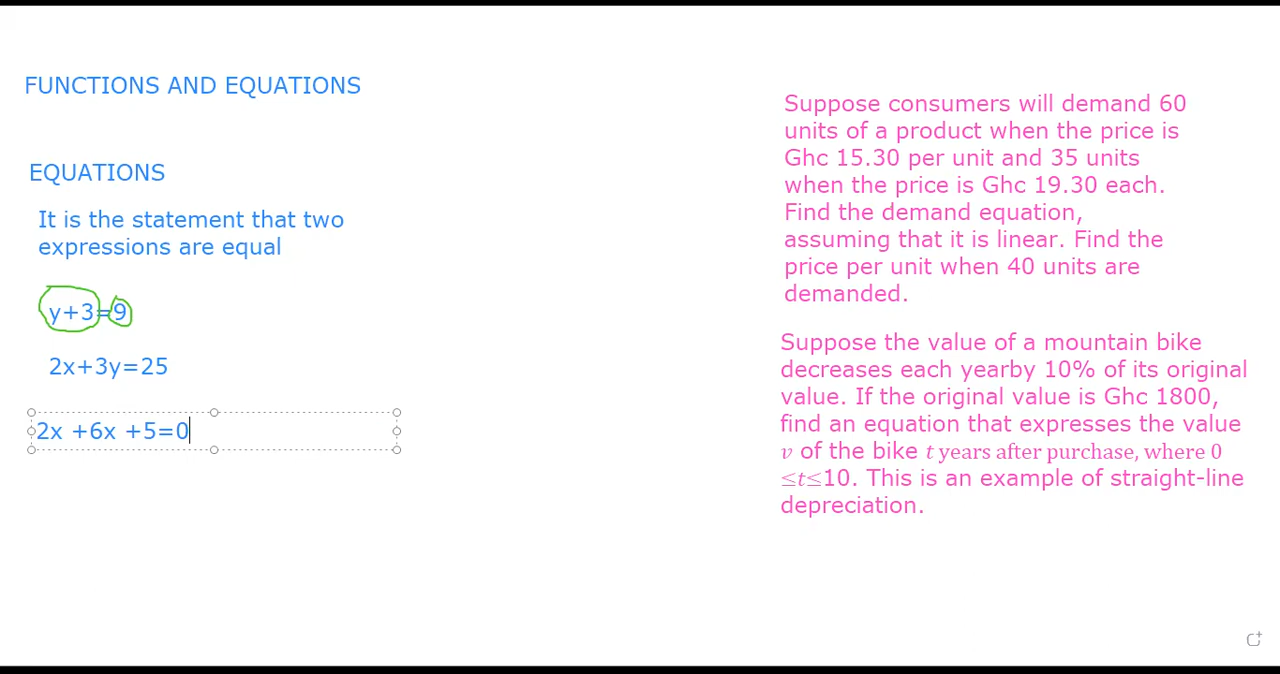 FUNCTIONS AND EQUATIONS
EQUATIONS
It is the statement that two
expressions are equal
y+3=9
2x+3y=25
2x +6x +5=0
Suppose consumers will demand 60
units of a product when the price is
Ghc 15.30 per unit and 35 units
when the price is Ghc 19.30 each.
Find the demand equation,
assuming that it is linear. Find the
price per unit when 40 units are
demanded.
Suppose the value of a mountain bike
decreases each yearby 10% of its original
value. If the original value is Ghc 1800,
find an equation that expresses the value
v of the bike t years after purchase, where 0
≤t≤10. This is an example of straight-line
depreciation.